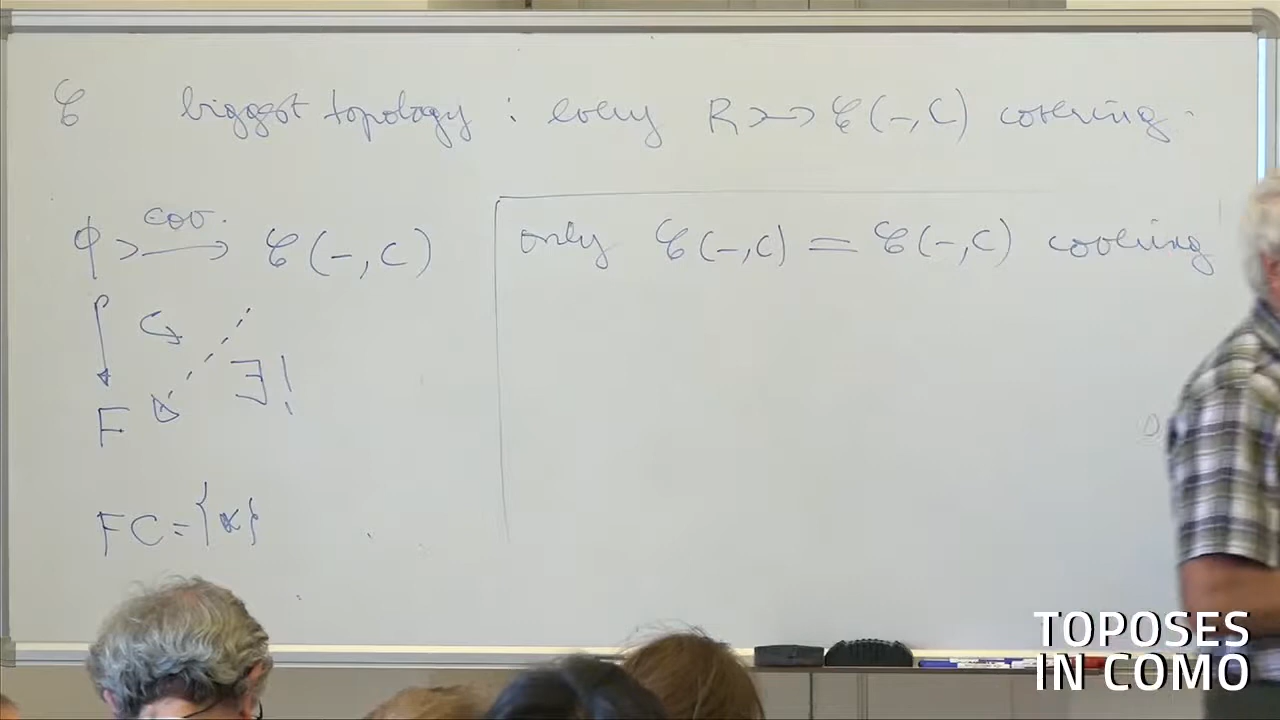 𝒞 biggest topology : every R ↣ 𝒞(-, C) covering.
ϕ ↣ 𝒞(-, C)
cov.
F
∃!
FC = {*}
only 𝒞(-, C) = 𝒞(-, C) covering
TOPOSES
IN COMO